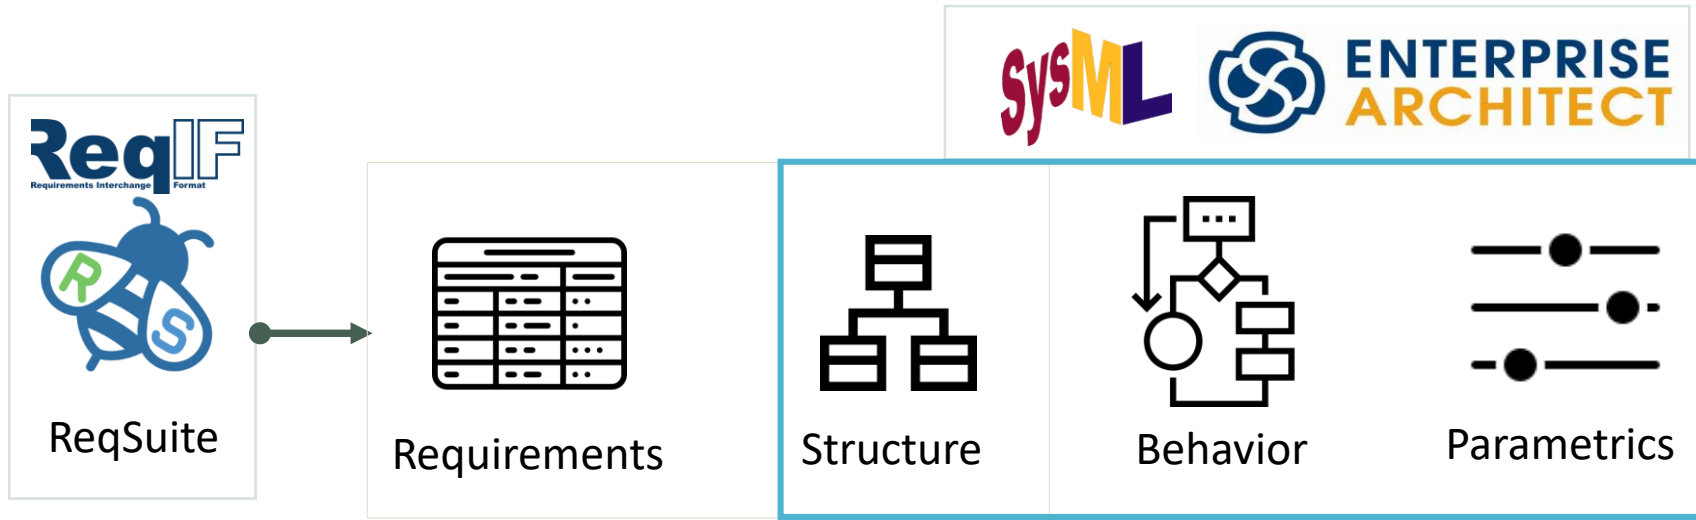 SysML
ENTERPRISE
ARCHITECT
ReqIF
Requirements Interchange Format
R
S
ReqSuite
Requirements
Structure
Behavior
Parametrics